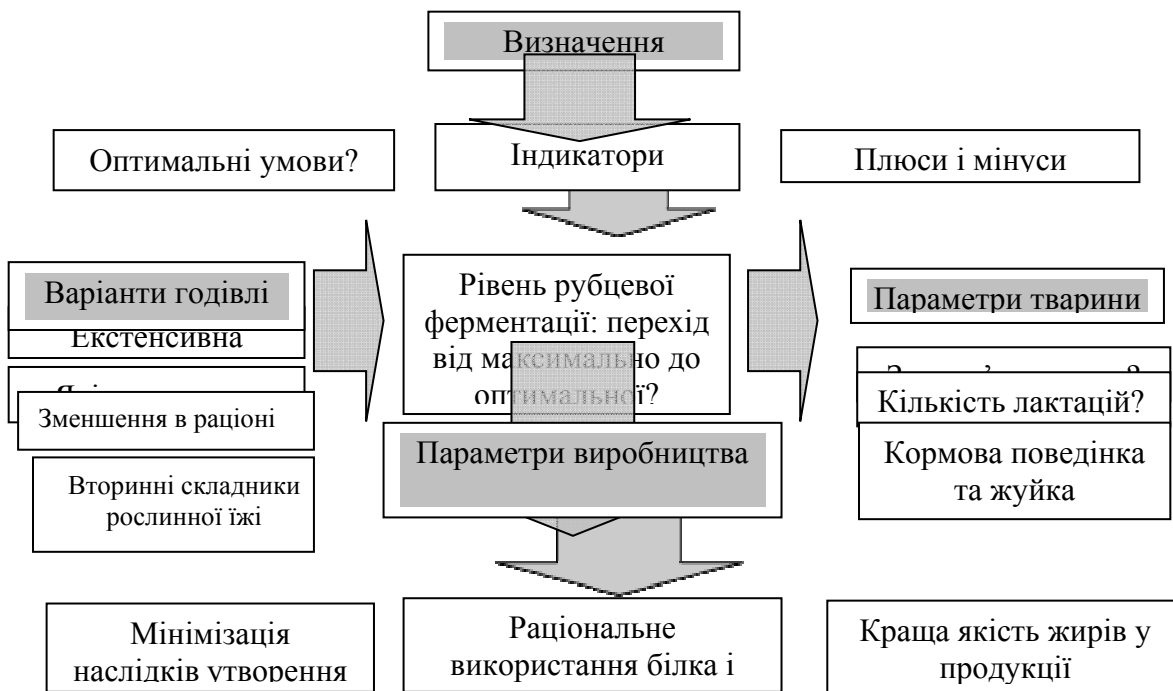 Визначення
Оптимальні умови?
Індикатори
Плюси і мінуси
Варіанти годівлі
Екстенсивна
Зменшення в раціоні
Вторинні складники
рослинної їжі
Рівень рубцевої
ферментації: перехід
від максимально до
оптимальної?
Параметри тварини
Кількість лактацій?
Кормова поведінка
та жуйка
Параметри виробництва
Мінімізація
наслідків утворення
Раціональне
використання білка і
Краща якість жирів у
продукції